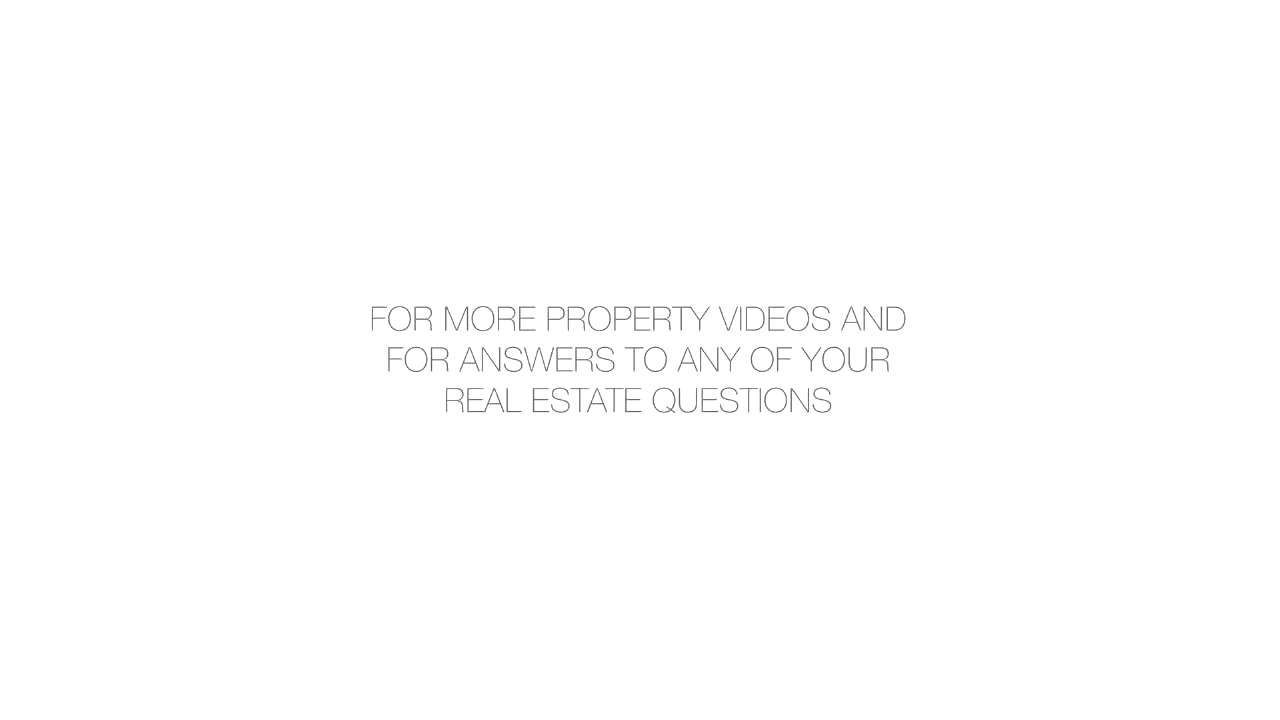 FOR MORE PROPERTY VIDEOS AND
FOR ANSWERS TO ANY OF YOUR
REAL ESTATE QUESTIONS